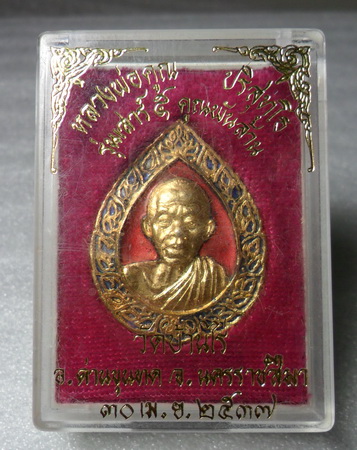 หลวงพ่อคูณ ปริสุทโธ
รุ่นเสาร์ ๕ คูณพันล้าน
วัดบ้านไร่
อ.ด่านขุนทด จ.นครราชสีมา
๓๐ เม.ย. ๒๕๓๗